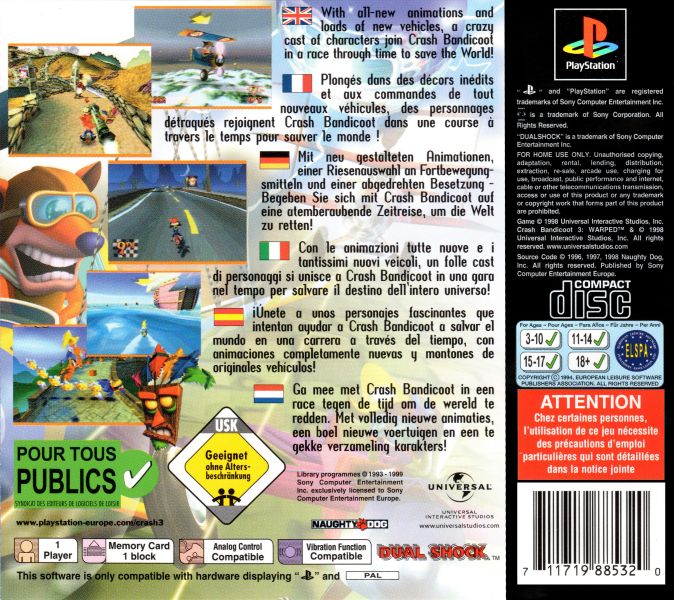 With all-new animations and
loads of new vehicles, a crazy
cast of characters join Crash Bandicoot
in a race through time to save the World!
Plongés dans des décors inédits
et aux commandes de tout
nouveaux véhicules, des personnages
détraqués rejoignent Crash Bandicoot dans une course à
travers le temps pour sauver le monde !
Mit neu gestalteten Animationen,
einer Riesenauswahl an Fortbewegung-
smitteln und einer abgedrehten Besetzung -
Begeben Sie sich mit Crash Bandicoot auf
eine atemberaubende Zeitreise, um die Welt
zu retten!
Con le animazioni tutte nuove e i
tantissimi nuovi veicoli, un folle cast
di personaggi si unisce a Crash Bandicoot in una gara
nel tempo per salvare il destino dell'intero universo!
¡Únete a unos personajes fascinantes que
intentan ayudar a Crash Bandicoot a salvar el
mundo en una carrera a través del tiempo, con
animaciones completamente nuevas y montones de
originales vehículos!
Ga mee met Crash Bandicoot in een
race tegen de tijd om de wereld te
redden. Met volledig nieuwe animaties,
een boel nieuwe voertuigen en een te
gekke verzameling karakters!
POUR TOUS
PUBLICS
SYNDICAT DES EDITEURS DE LOGICIELS DE LOISIR
www.playstation-europe.com/crash3
USK
Geeignet
ohne Alters-
beschränkung
Library programmes © 1993 -1999
Sony Computer Entertainment
Inc. exclusively licensed to Sony
Computer Entertainment Europe.
NAUGHTY DOG
UNIVERSAL
UNIVERSAL
INTERACTIVE STUDIOS
www.universalstudios.com
1
Player
Memory Card
1 block
Analog Control
Compatible
Vibration Function
Compatible
DUAL SHOCK™
This software is only compatible with hardware displaying " " and PAL
PlayStation
" " and "PlayStation" are registered
trademarks of Sony Computer Entertainment Inc.
is a trademark of Sony Corporation. All
Rights Reserved.
"DUALSHOCK" is a trademark of Sony Computer
Entertainment Inc.
FOR HOME USE ONLY. Unauthorised copying,
adaptation, rental, lending, distribution,
extraction, re-sale, arcade use, charging for
use, broadcast, public performance and internet,
cable or other telecommunications transmission,
access or use of this product or any trademark
or copyright work that forms part of this product
are prohibited.
Game © 1998 Universal Interactive Studios, Inc.
Crash Bandicoot 3: WARPED™ & © 1998
Universal Interactive Studios, Inc. All rights
reserved. www.universalstudios.com
Source Code © 1996, 1997, 1998 Naughty Dog,
Inc. All rights reserved. Published by Sony
Computer Entertainment Europe.
COMPACT
disc
For Ages - Pour Ages - Para Años - Für Jahre - Per Anni
3-10
11-14
15-17
18+
ELSPA
COPYRIGHT © 1994, EUROPEAN LEISURE SOFTWARE
PUBLISHERS ASSOCIATION. ALL RIGHTS RESERVED
ATTENTION
Chez certaines personnes,
l'utilisation de ce jeu nécessite
des précautions d'emploi
particulières qui sont détaillées
dans la notice jointe
7 11719 88532 0